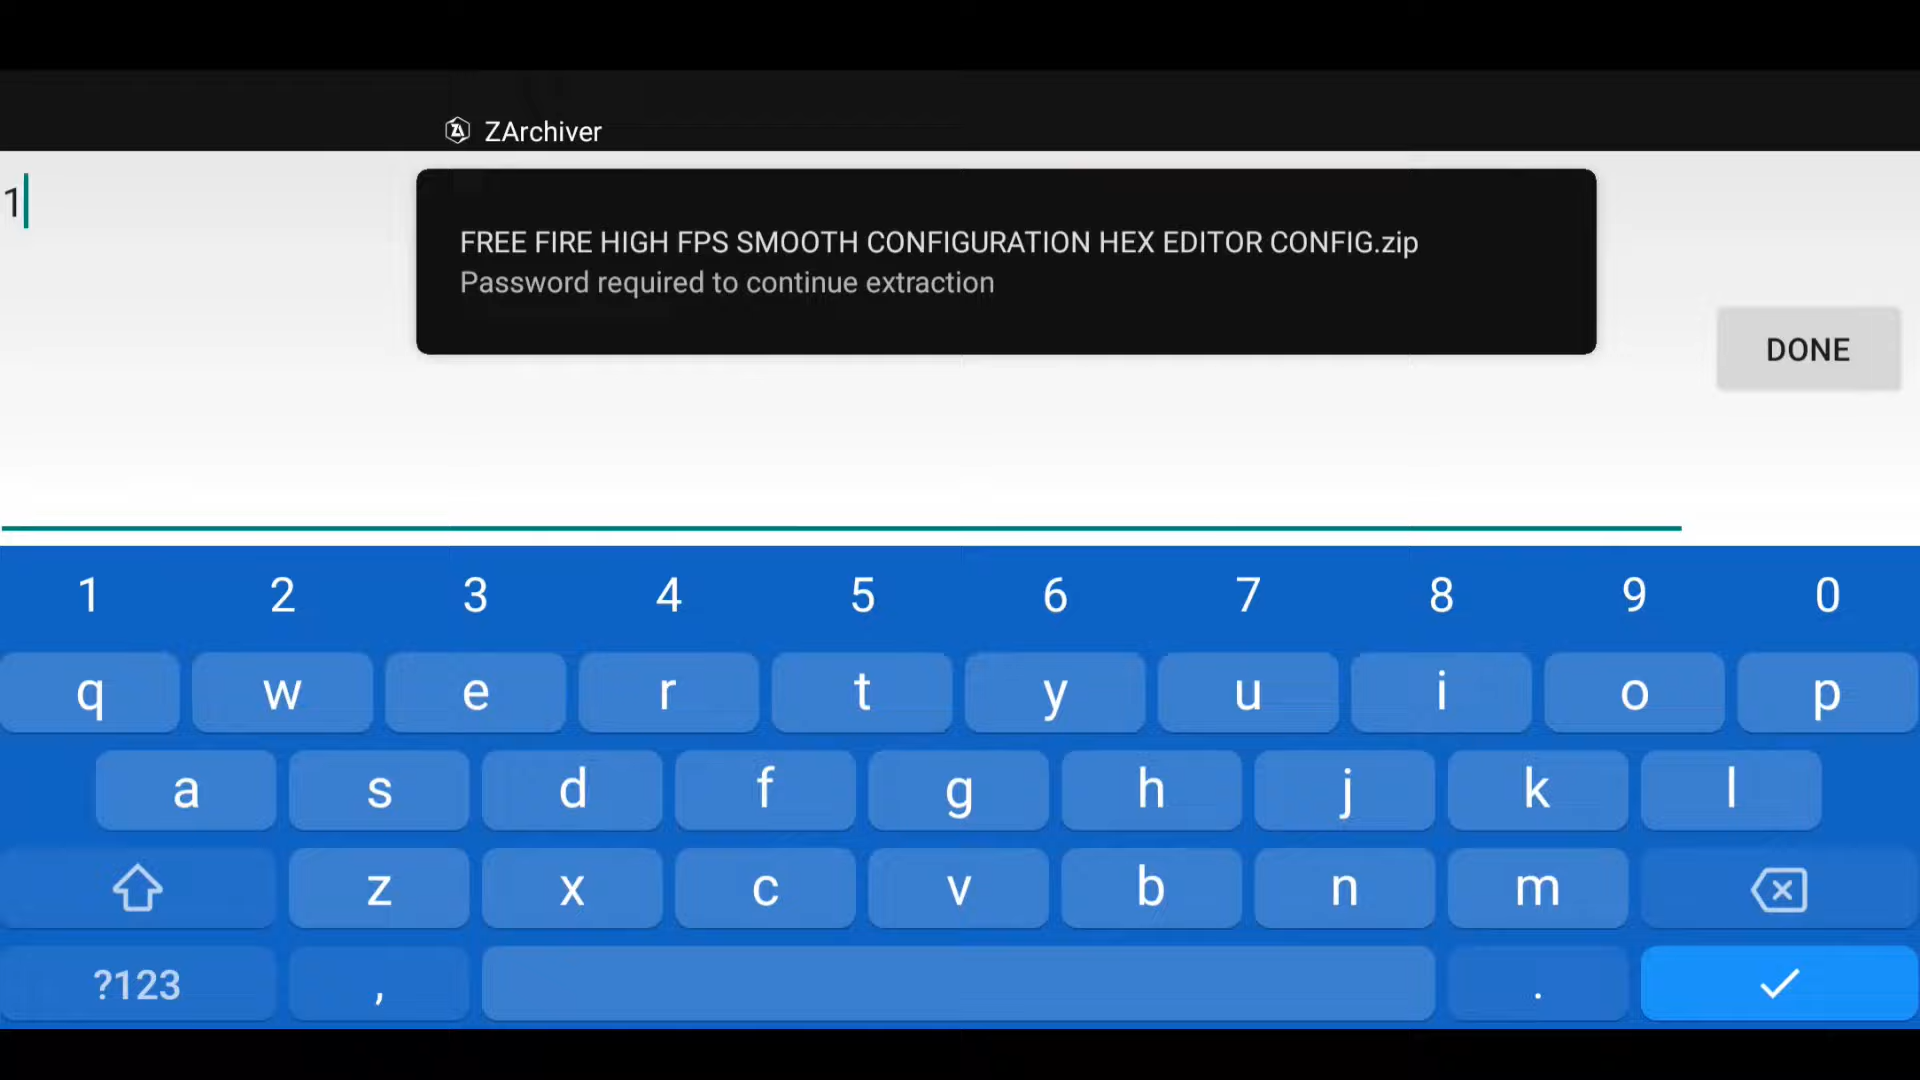 ZArchiver
1
FREE FIRE HIGH FPS SMOOTH CONFIGURATION HEX EDITOR CONFIG.zip
Password required to continue extraction
DONE
1 2 3 4 5 6 7 8 9 0
q w e r t y u i o p
a s d f g h j k l
z x c v b n m
?123 , .